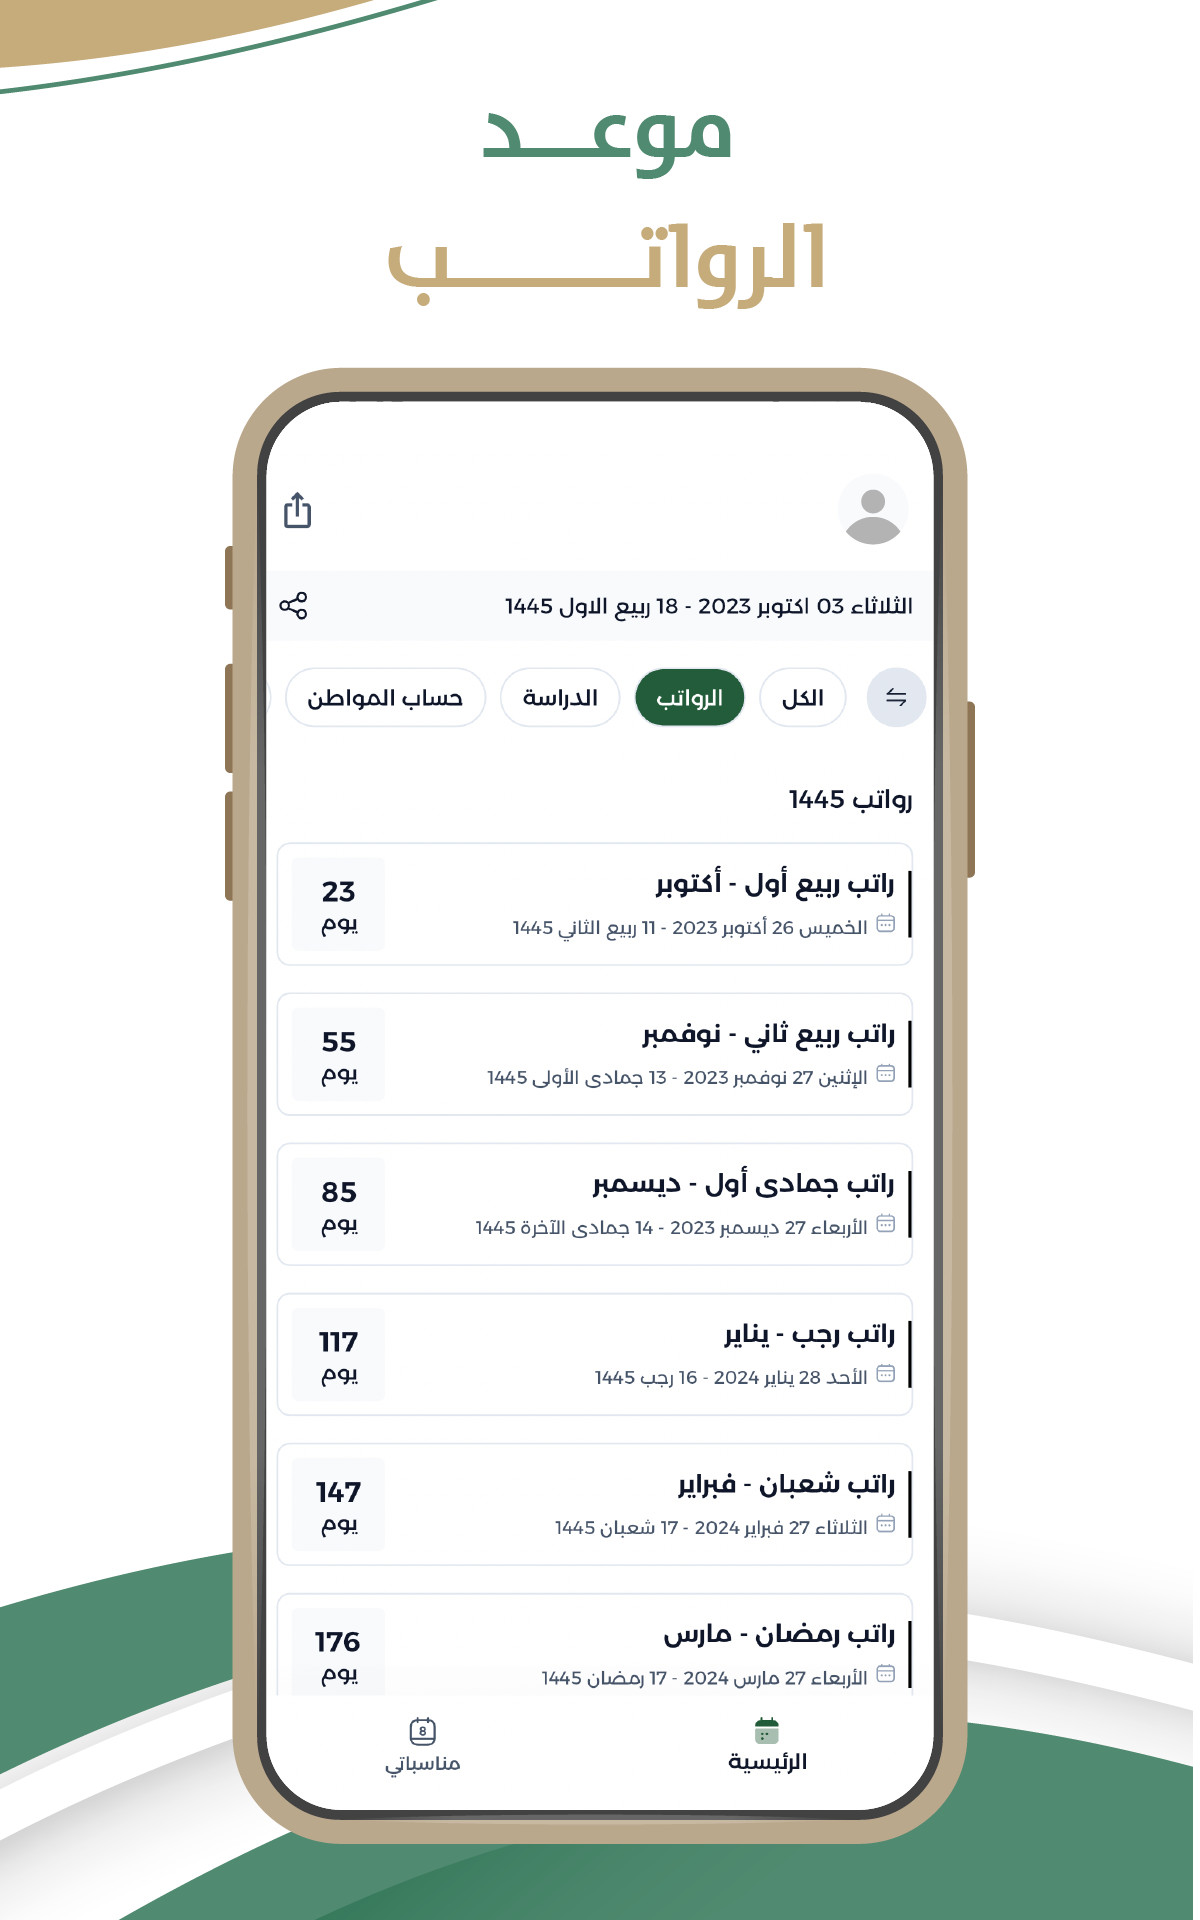 موعـــد
الرواتـــــــــب
الثلاثاء 03 اكتوبر 2023 - 18 ربيع الاول 1445
الكل
الرواتب
الدراسة
حساب المواطن
رواتب 1445
راتب ربيع أول - أكتوبر
الخميس 26 أكتوبر 2023 - 11 ربيع الثاني 1445
23
يوم
راتب ربيع ثاني - نوفمبر
الإثنين 27 نوفمبر 2023 - 13 جمادى الأولى 1445
55
يوم
راتب جمادى أول - ديسمبر
الأربعاء 27 ديسمبر 2023 - 14 جمادى الآخرة 1445
85
يوم
راتب رجب - يناير
الأحد 28 يناير 2024 - 16 رجب 1445
117
يوم
راتب شعبان - فبراير
الثلاثاء 27 فبراير 2024 - 17 شعبان 1445
147
يوم
راتب رمضان - مارس
الأربعاء 27 مارس 2024 - 17 رمضان 1445
176
يوم
الرئيسية
8
مناسباتي